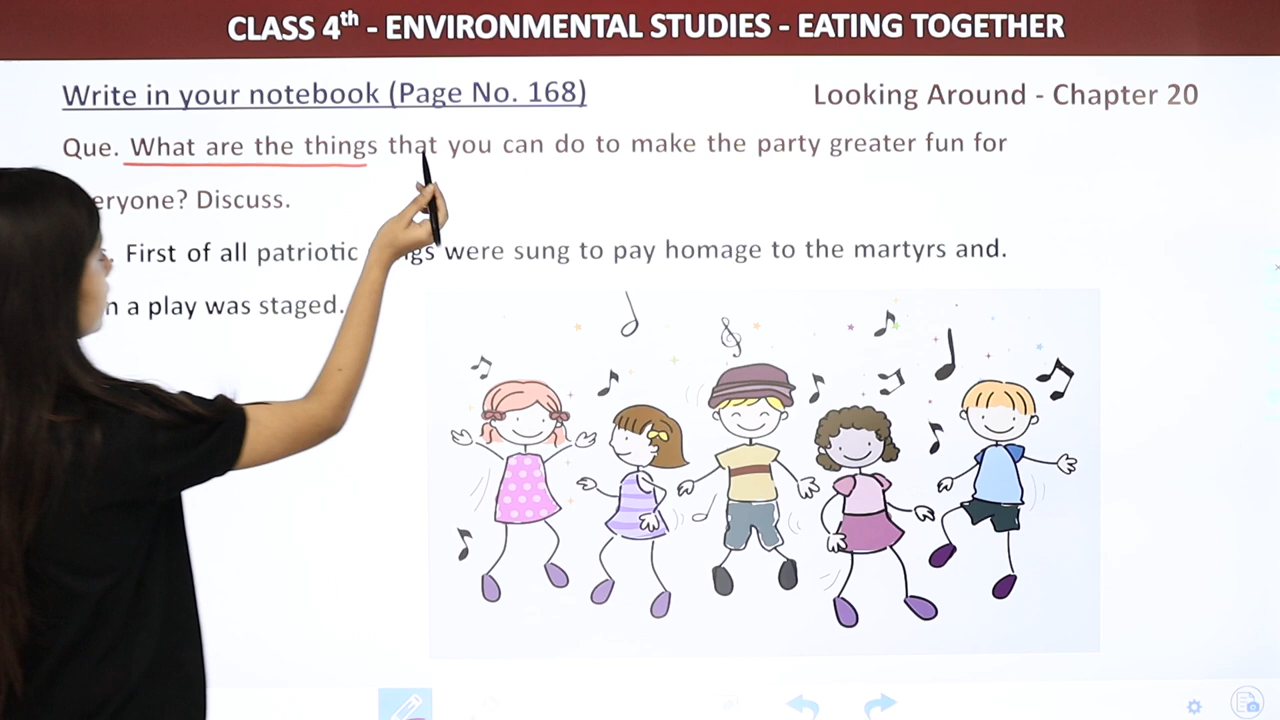 CLASS 4th - ENVIRONMENTAL STUDIES - EATING TOGETHER
Write in your notebook (Page No. 168)
Looking Around - Chapter 20
Que. What are the things that you can do to make the party greater fun for
eryone? Discuss.
First of all patriotic gs were sung to pay homage to the martyrs and.
a play was staged.